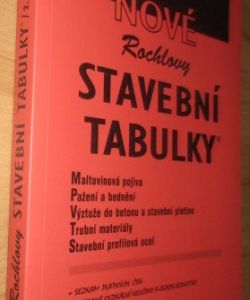 NOVÉ
Rochlovy
STAVEBNÍ
TABULKY®
Maltovinová pojiva
Pažení a bednění
Výztuže do betonu a stavební pletivo
Trubní materiály
Stavební profilová ocel
+ SEZNAM PLATNÝCH ČSN
Rochlovy STAVEBNÍ TABULKY®